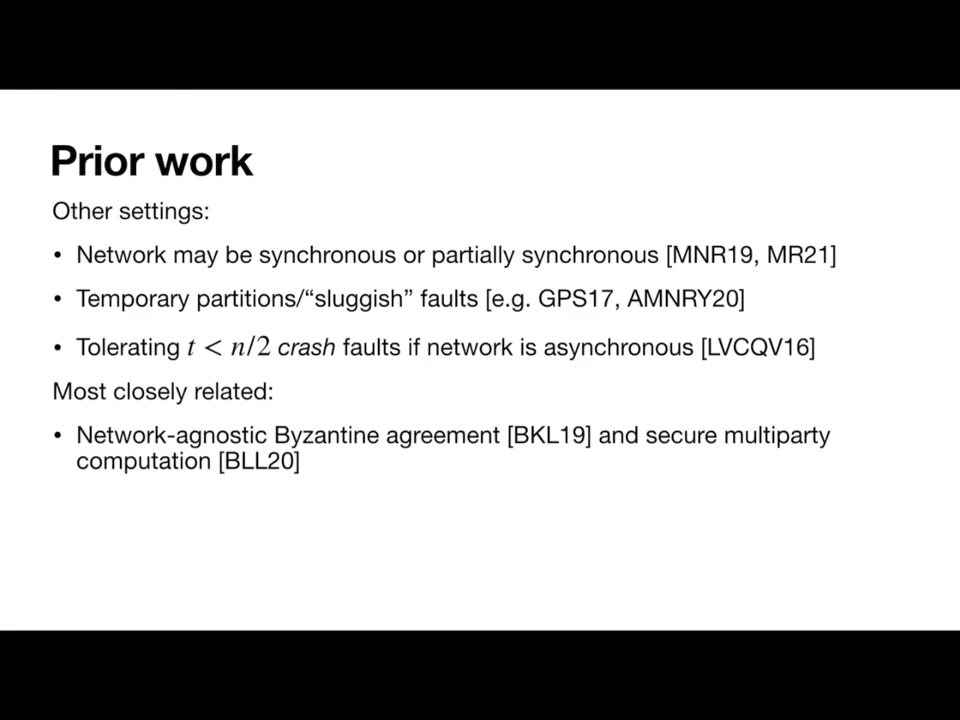 Prior work
Other settings:
• Network may be synchronous or partially synchronous [MNR19, MR21]
• Temporary partitions/“sluggish” faults [e.g. GPS17, AMNRY20]
• Tolerating t < n/2 crash faults if network is asynchronous [LVCQV16]
Most closely related:
• Network-agnostic Byzantine agreement [BKL19] and secure multiparty
computation [BLL20]